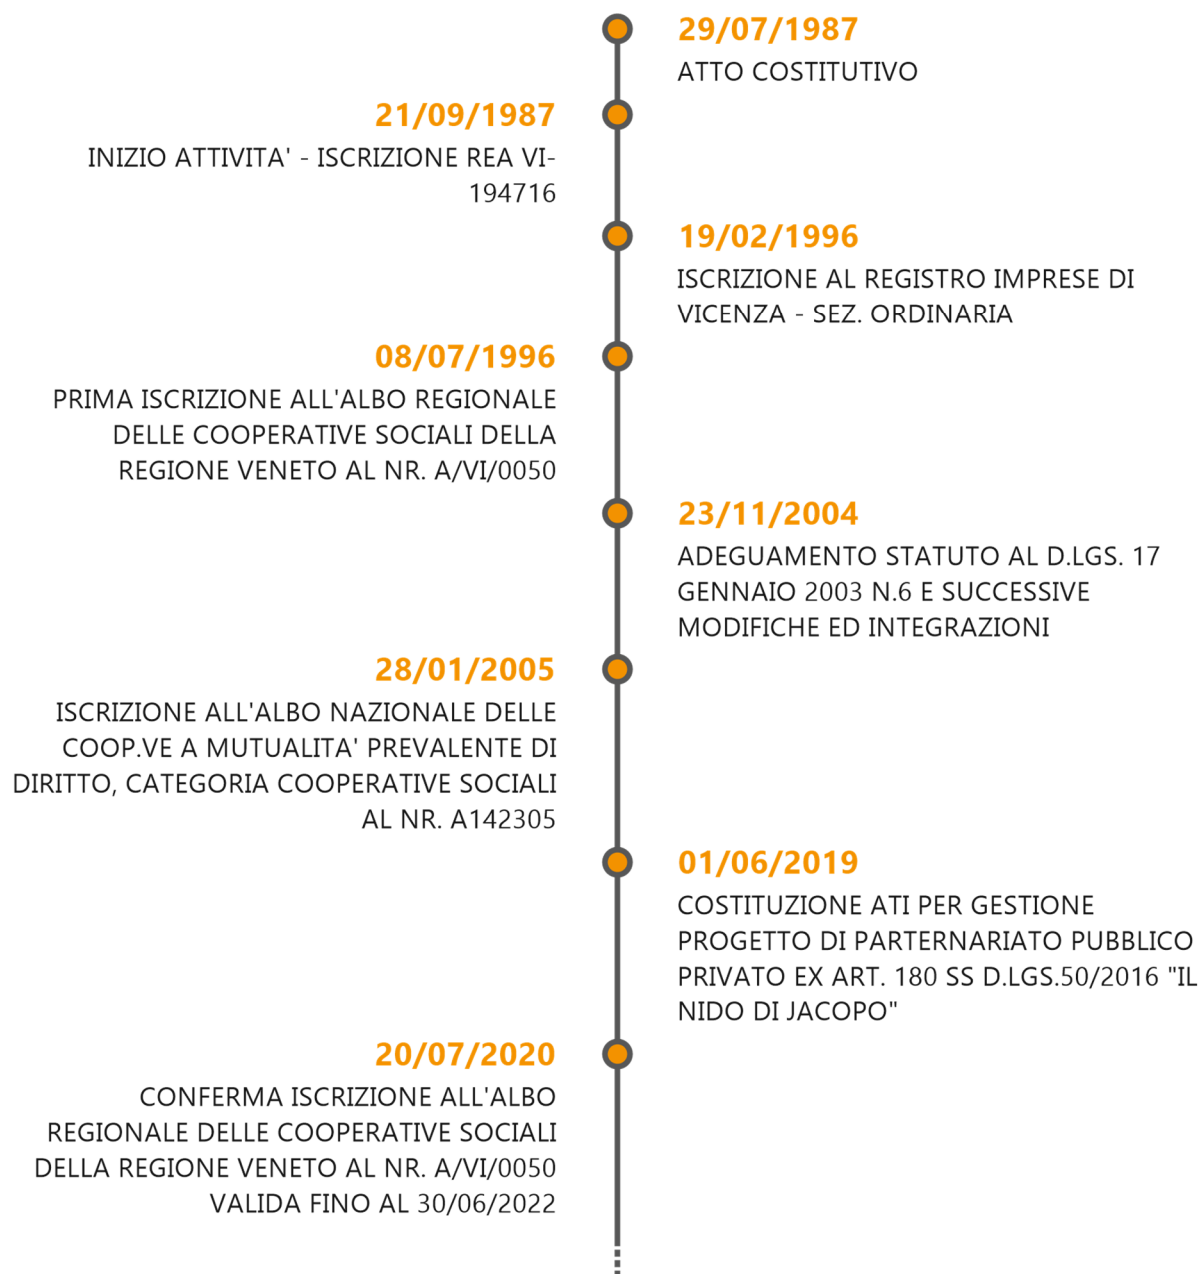 29/07/1987
ATTO COSTITUTIVO
21/09/1987
INIZIO ATTIVITA' - ISCRIZIONE REA VI-
194716
19/02/1996
ISCRIZIONE AL REGISTRO IMPRESE DI
VICENZA - SEZ. ORDINARIA
08/07/1996
PRIMA ISCRIZIONE ALL'ALBO REGIONALE
DELLE COOPERATIVE SOCIALI DELLA
REGIONE VENETO AL NR. A/VI/0050
23/11/2004
ADEGUAMENTO STATUTO AL D.LGS. 17
GENNAIO 2003 N.6 E SUCCESSIVE
MODIFICHE ED INTEGRAZIONI
28/01/2005
ISCRIZIONE ALL'ALBO NAZIONALE DELLE
COOP.VE A MUTUALITA' PREVALENTE DI
DIRITTO, CATEGORIA COOPERATIVE SOCIALI
AL NR. A142305
01/06/2019
COSTITUZIONE ATI PER GESTIONE
PROGETTO DI PARTERNARIATO PUBBLICO
PRIVATO EX ART. 180 SS D.LGS.50/2016 "IL
NIDO DI JACOPO"
20/07/2020
CONFERMA ISCRIZIONE ALL'ALBO
REGIONALE DELLE COOPERATIVE SOCIALI
DELLA REGIONE VENETO AL NR. A/VI/0050
VALIDA FINO AL 30/06/2022